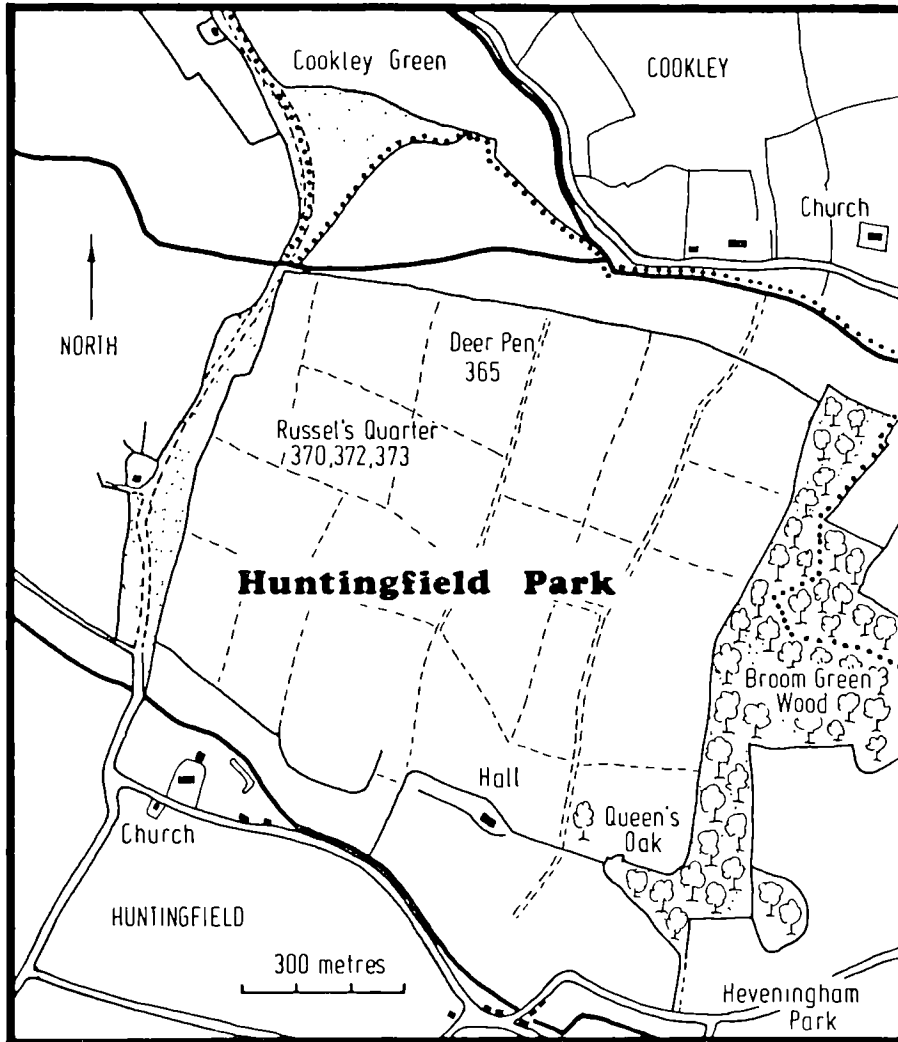 Cookley Green
COOKLEY
Church
NORTH
Deer Pen
365
Russel's Quarter
370,372,373
Huntingfield Park
Broom Green
Wood
Hall
Queen's
Oak
Church
HUNTINGFIELD
300 metres
Heveningham
Park